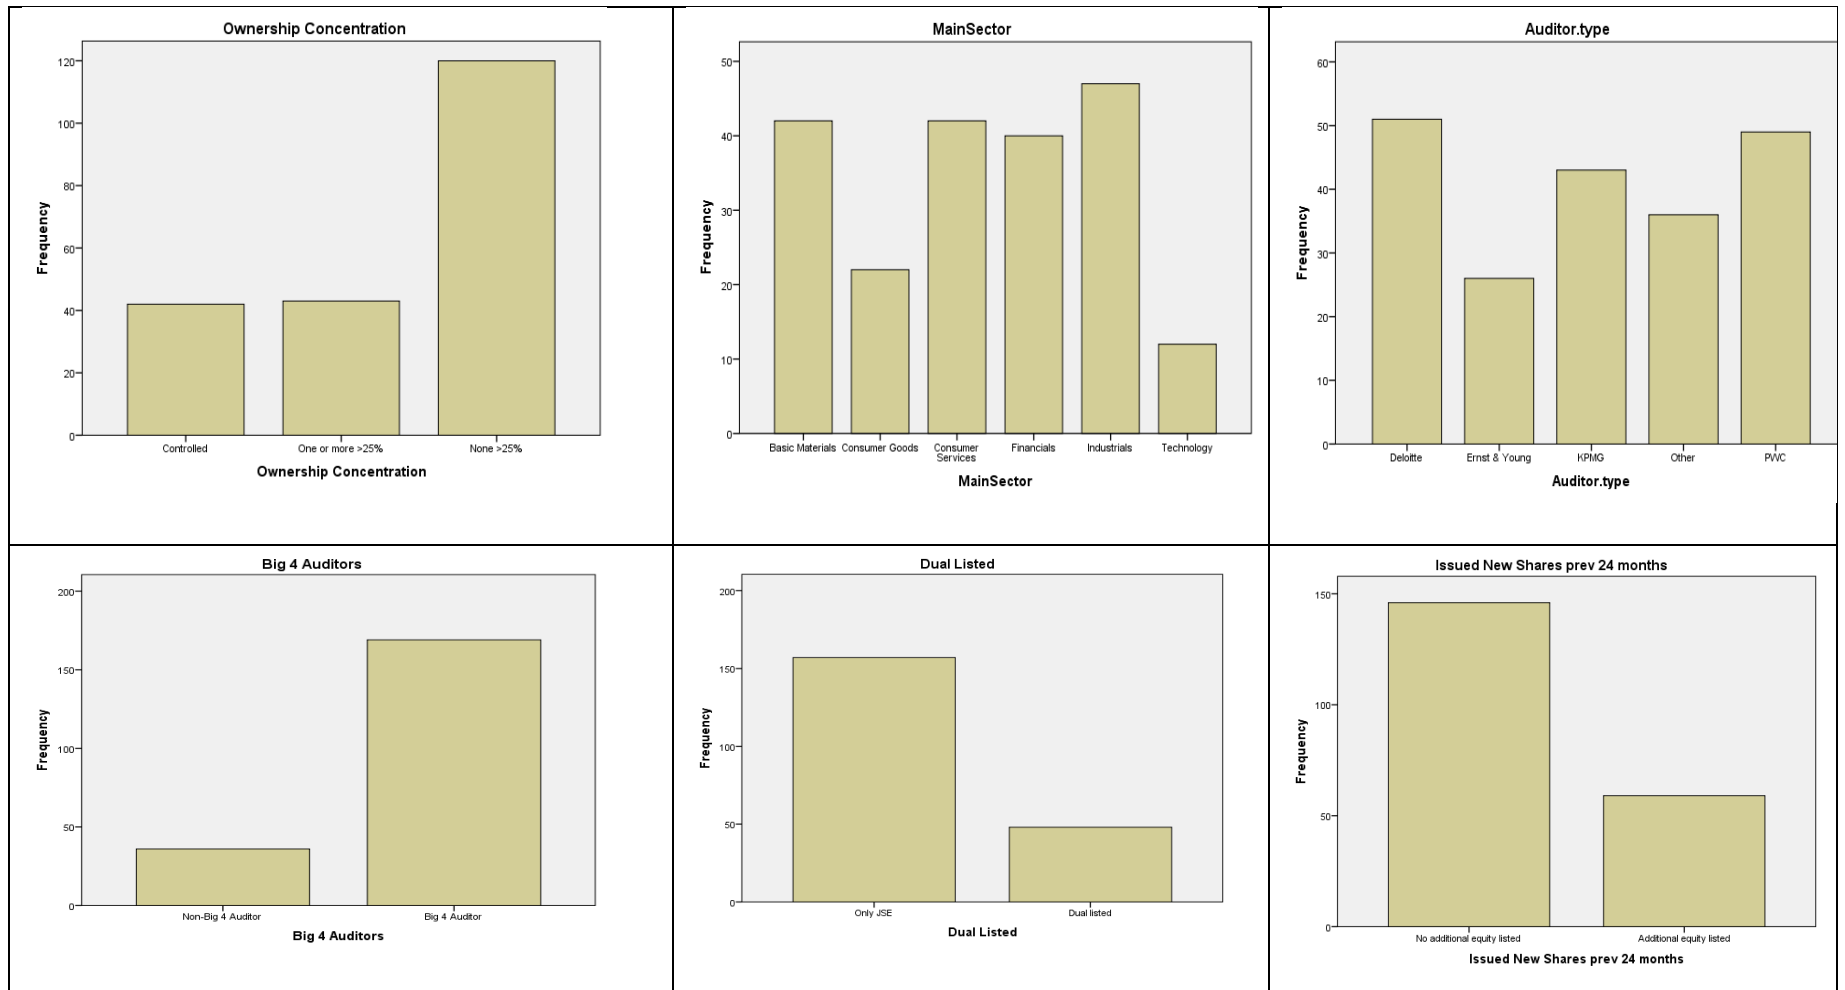 Ownership Concentration
120
100
80
60
40
20
0
Frequency
Controlled One or more >25% None >25%
Ownership Concentration
MainSector
50
40
30
20
10
0
Frequency
Basic Materials Consumer Goods Consumer Services Financials Industrials Technology
MainSector
Auditor.type
60
50
40
30
20
10
0
Frequency
Deloitte Ernst & Young KPMG Other PWC
Auditor.type
Big 4 Auditors
200
150
100
50
0
Frequency
Non-Big 4 Auditor Big 4 Auditor
Big 4 Auditors
Dual Listed
200
150
100
50
0
Frequency
Only JSE Dual listed
Dual Listed
Issued New Shares prev 24 months
150
100
50
0
Frequency
No additional equity listed Additional equity listed
Issued New Shares prev 24 months